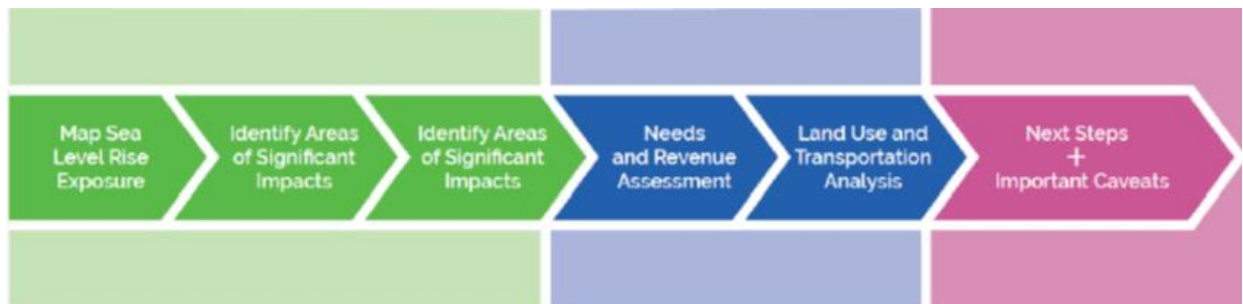 Map Sea
Level Rise
Exposure
Identify Areas
of Significant
Impacts
Identify Areas
of Significant
Impacts
Needs
and Revenue
Assessment
Land Use and
Transportation
Analysis
Next Steps
+
Important Caveats